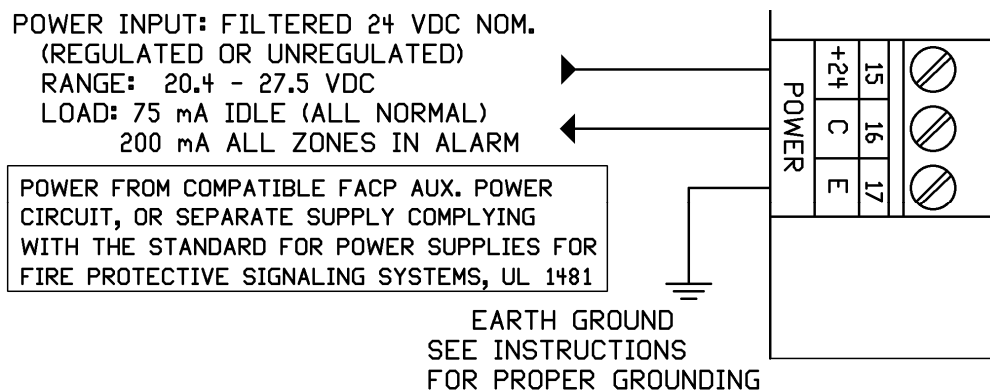 POWER INPUT: FILTERED 24 VDC NOM.
(REGULATED OR UNREGULATED)
RANGE: 20.4 - 27.5 VDC
LOAD: 75 mA IDLE (ALL NORMAL)
200 mA ALL ZONES IN ALARM
POWER FROM COMPATIBLE FACP AUX. POWER
CIRCUIT, OR SEPARATE SUPPLY COMPLYING
WITH THE STANDARD FOR POWER SUPPLIES FOR
FIRE PROTECTIVE SIGNALING SYSTEMS, UL 1481
EARTH GROUND
SEE INSTRUCTIONS
FOR PROPER GROUNDING
POWER
+24 C E
15 16 17